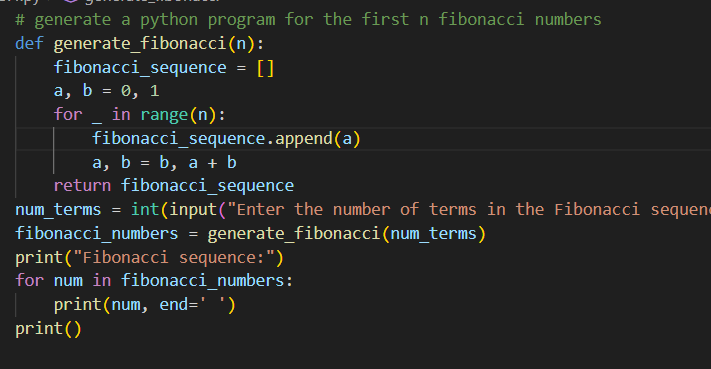 # generate a python program for the first n fibonacci numbers
def generate_fibonacci(n):
    fibonacci_sequence = []
    a, b = 0, 1
    for _ in range(n):
        fibonacci_sequence.append(a)
        a, b = b, a + b
    return fibonacci_sequence
num_terms = int(input("Enter the number of terms in the Fibonacci sequenc
fibonacci_numbers = generate_fibonacci(num_terms)
print("Fibonacci sequence:")
for num in fibonacci_numbers:
    print(num, end=' ')
print()